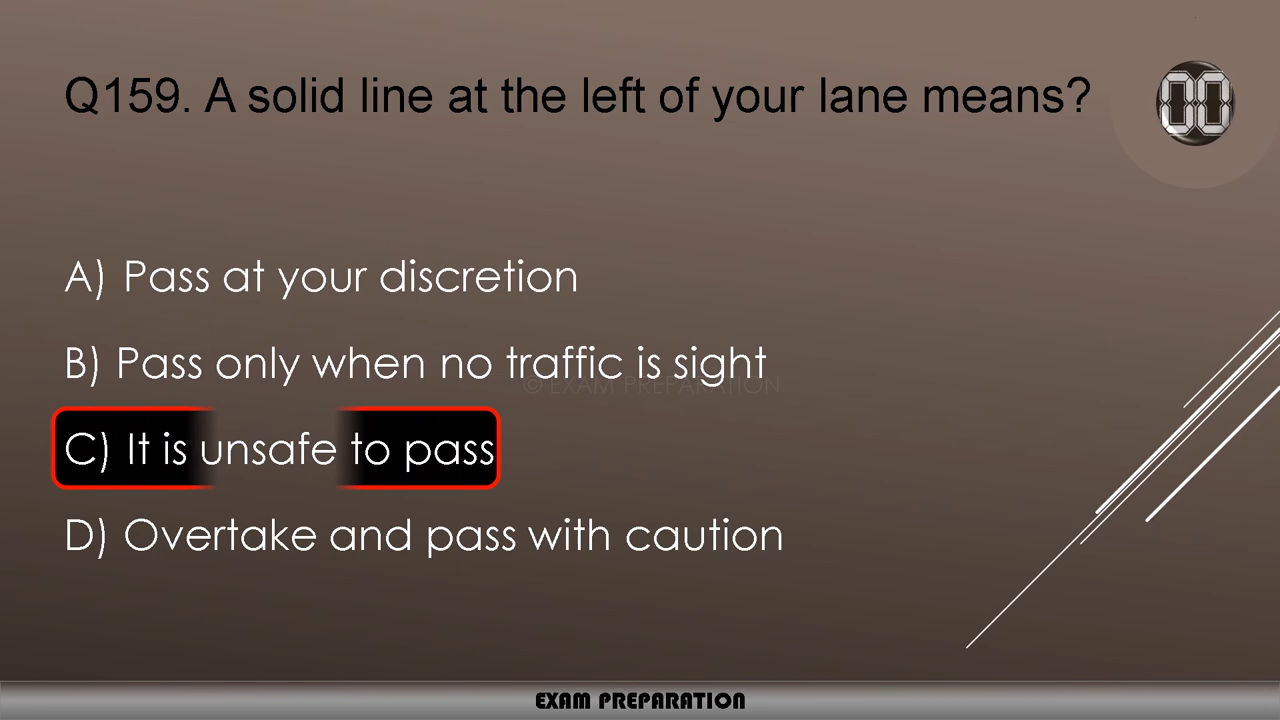 Q159. A solid line at the left of your lane means?
00
A) Pass at your discretion
B) Pass only when no traffic is sight
© EXAM PREPARATION
C) It is unsafe to pass
D) Overtake and pass with caution
EXAM PREPARATION